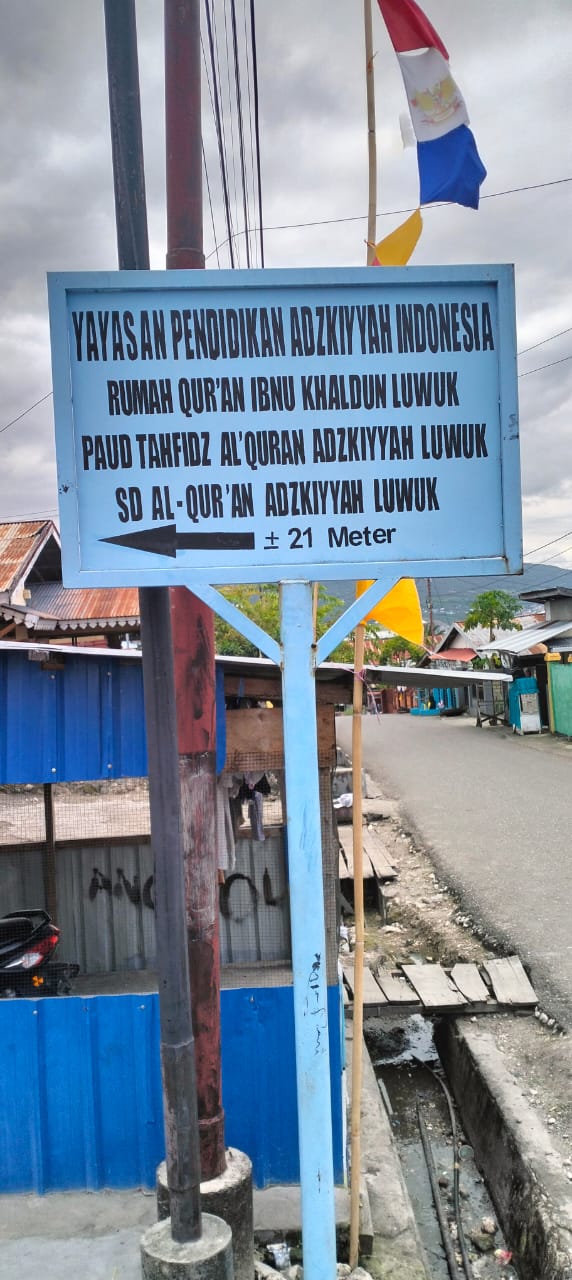 YAYASAN PENDIDIKAN ADZKIYYAH INDONESIA
RUMAH QUR'AN IBNU KHALDUN LUWUK
PAUD TAHFIDZ AL'QURAN ADZKIYYAH LUWUK
SD AL-QUR'AN ADZKIYYAH LUWUK
± 21 Meter